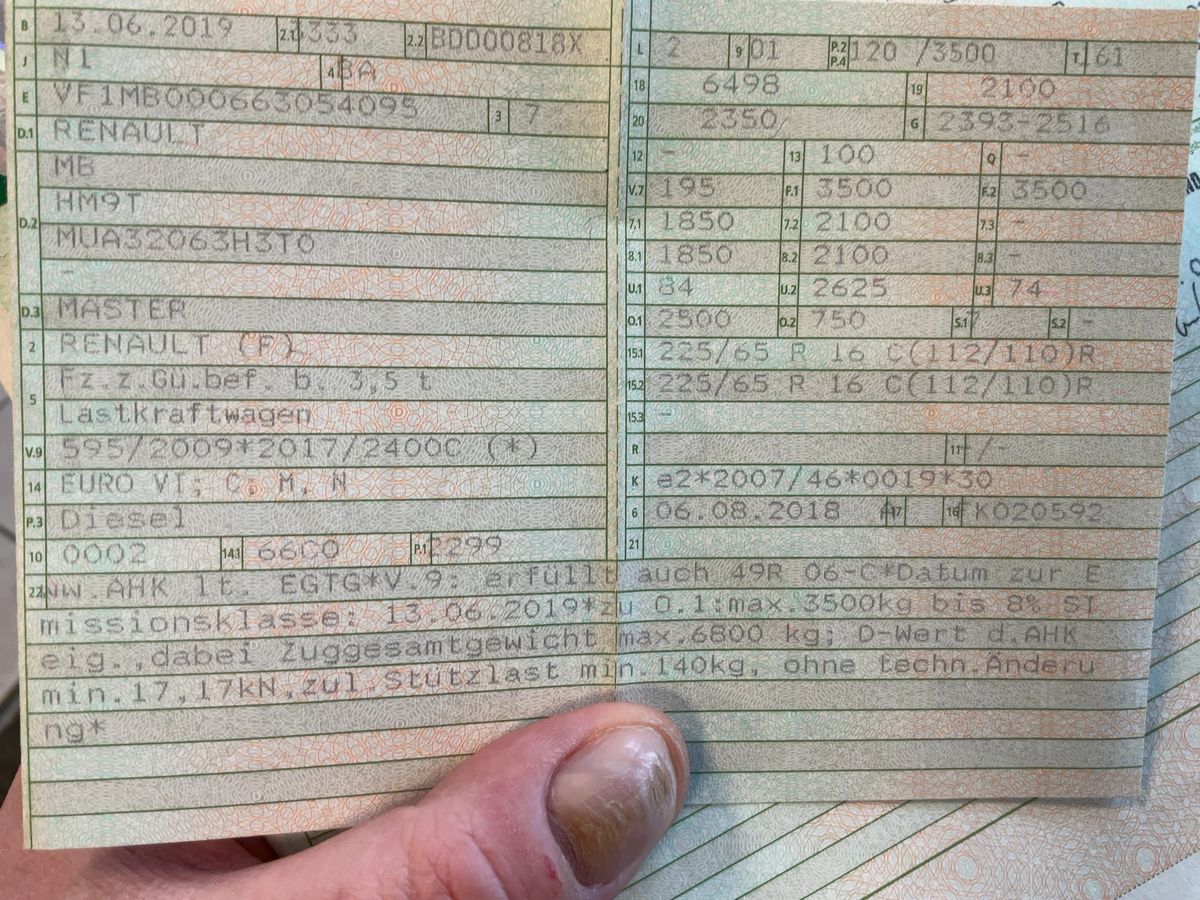 B 13.06.2019 2.1 3333 2.2 BDD00818X
J N1 4 BA
E VF1MB000663054095 3 7
D.1 RENAULT
MB
HM9T
D.2 MUA32063H3T0
-
D.3 MASTER
2 RENAULT (F)
Fz.z.Gü.bef. b. 3,5 t
5 Lastkraftwagen
V.9 595/2009*2017/2400C (*)
14 EURO VI; C; M, N
P.3 Diesel
10 0002 14.1 66C0 P.1 2299
L 2 9 01 P.2 P.4 120 /3500 T 61
18 6498 19 2100
20 2350 G 2393-2516
12 - 13 100 Q -
V.7 195 F.1 3500 F.2 3500
7.1 1850 7.2 2100 7.3 -
8.1 1850 8.2 2100 8.3 -
U.1 84 U.2 2625 U.3 74
O.1 2500 O.2 750 S.1 S.2 -
15.1 225/65 R 16 C(112/110)R
15.2 225/65 R 16 C(112/110)R
15.3 -
R 11 /-
K e2*2007/46*0019*30
6 06.08.2018 17 16 TK020592
21
22 WW.AHK lt. EGTG*V.9: erfüllt auch 49R 06-C*Datum zur E
missionsklasse: 13.06.2019*zu O.1:max.3500kg bis 8% ST
eig.,dabei Zuggesamtgewicht max.6800 kg; D-Wert d.AHK
min.17,17kN,zul.Stützlast min.140kg, ohne techn.Änderu
ng*